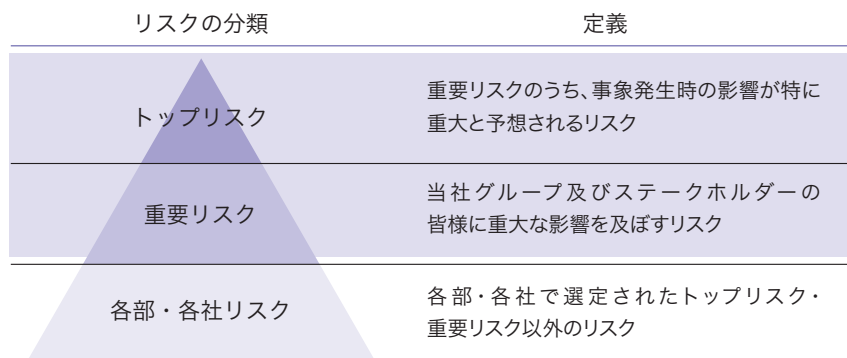 リスクの分類
定義
トップリスク
重要リスクのうち、事象発生時の影響が特に
重大と予想されるリスク
重要リスク
当社グループ及びステークホルダーの
皆様に重大な影響を及ぼすリスク
各部・各社リスク
各部・各社で選定されたトップリスク・
重要リスク以外のリスク